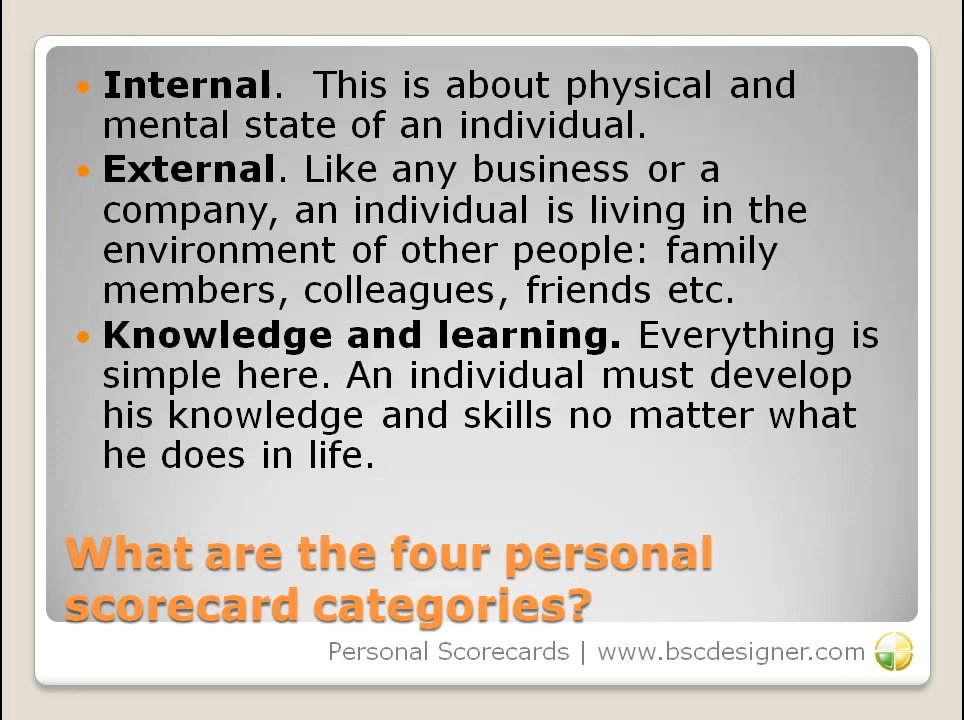 • Internal.  This is about physical and
mental state of an individual.
• External. Like any business or a
company, an individual is living in the
environment of other people: family
members, colleagues, friends etc.
• Knowledge and learning. Everything is
simple here. An individual must develop
his knowledge and skills no matter what
he does in life.
What are the four personal
scorecard categories?
Personal Scorecards | www.bscdesigner.com